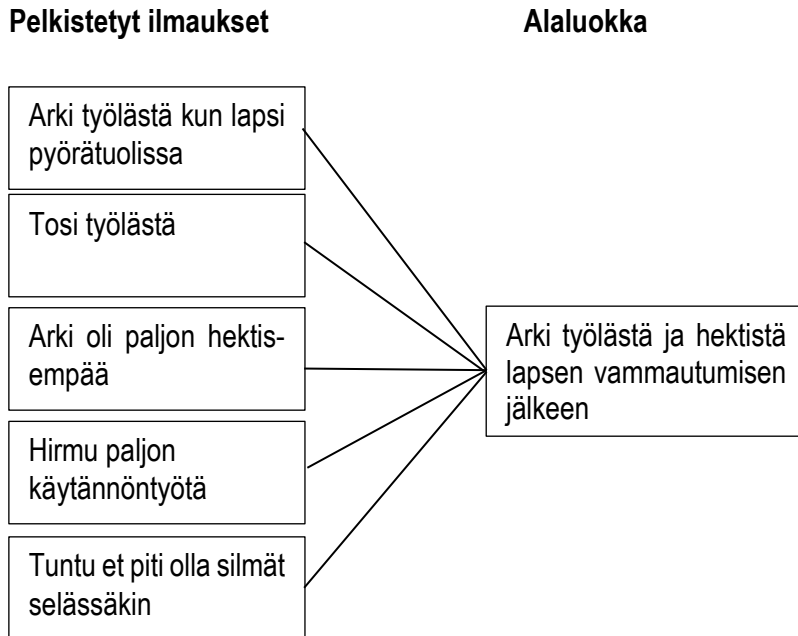 Pelkistetyt ilmaukset
Alaluokka
Arki työlästä kun lapsi
pyörätuolissa
Tosi työlästä
Arki oli paljon hektis-
empää
Hirmu paljon
käytännöntyötä
Tuntu et piti olla silmät
selässäkin
Arki työlästä ja hektistä
lapsen vammautumisen
jälkeen